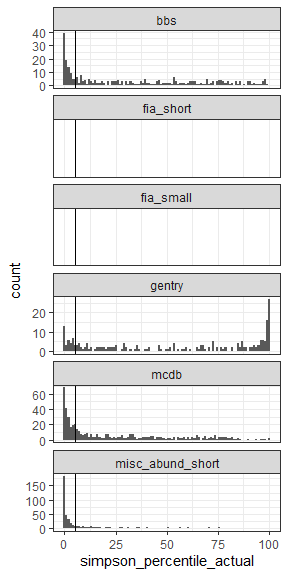 bbs
40
30
20
10
0
fia_short
fia_small
gentry
20
10
0
mcdb
60
40
20
0
misc_abund_short
150
100
50
0
0 25 50 75 100
simpson_percentile_actual
count